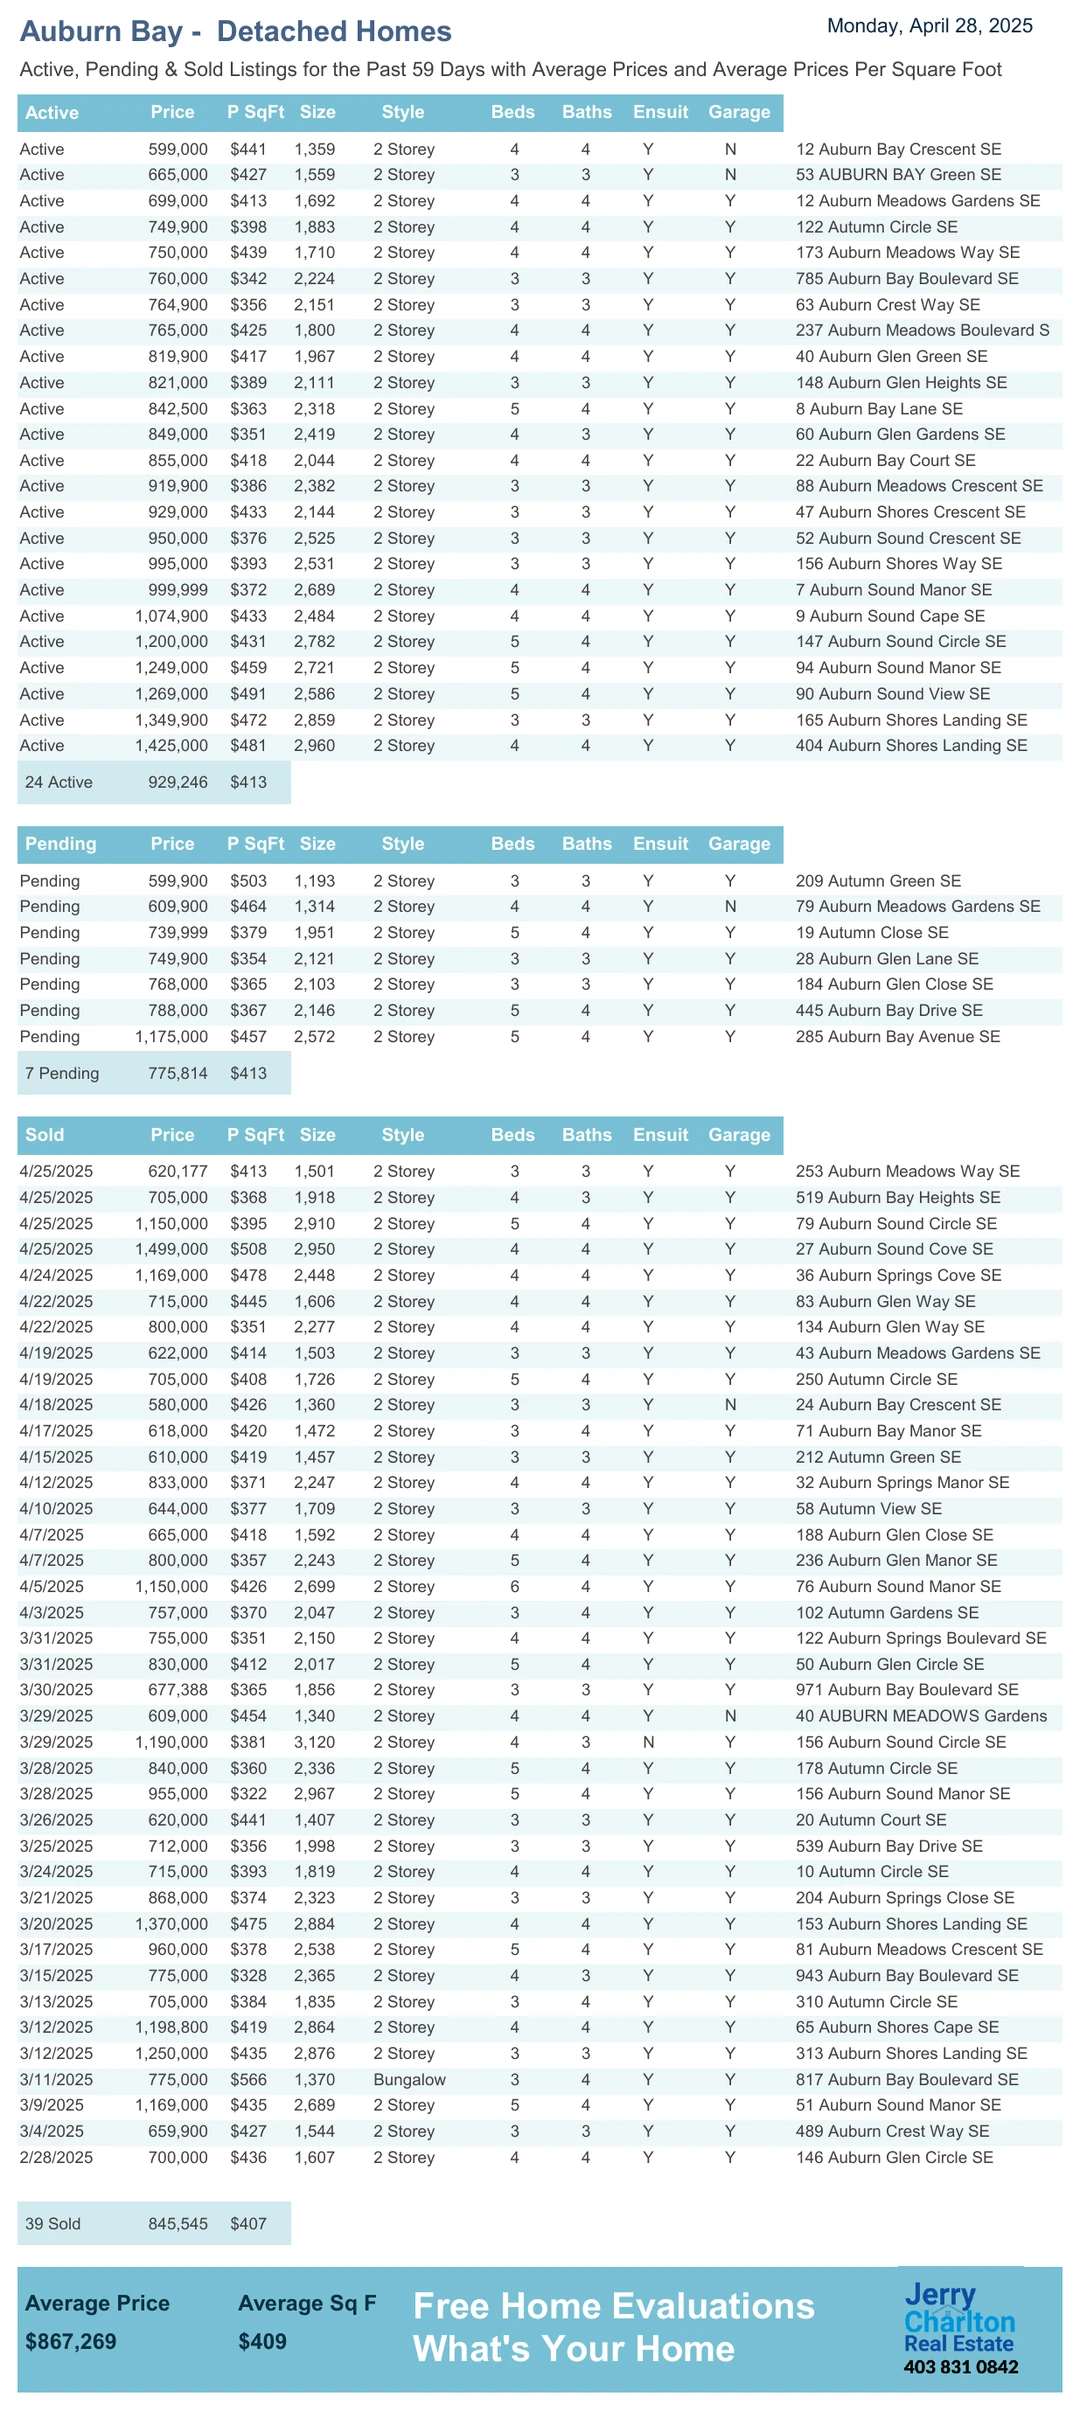 Auburn Bay - Detached Homes Monday, April 28, 2025
Active, Pending & Sold Listings for the Past 59 Days with Average Prices and Average Prices Per Square Foot
Active Price P SqFt Size Style Beds Baths Ensuit Garage
Active 599,000 $441 1,359 2 Storey 4 4 Y N 12 Auburn Bay Crescent SE
Active 665,000 $427 1,559 2 Storey 3 3 Y N 53 AUBURN BAY Green SE
Active 699,000 $413 1,692 2 Storey 4 4 Y Y 12 Auburn Meadows Gardens SE
Active 749,900 $398 1,883 2 Storey 4 4 Y Y 122 Autumn Circle SE
Active 750,000 $439 1,710 2 Storey 4 4 Y Y 173 Auburn Meadows Way SE
Active 760,000 $342 2,224 2 Storey 3 3 Y Y 785 Auburn Bay Boulevard SE
Active 764,900 $356 2,151 2 Storey 3 3 Y Y 63 Auburn Crest Way SE
Active 765,000 $425 1,800 2 Storey 4 4 Y Y 237 Auburn Meadows Boulevard S
Active 819,900 $417 1,967 2 Storey 4 4 Y Y 40 Auburn Glen Green SE
Active 821,000 $389 2,111 2 Storey 3 3 Y Y 148 Auburn Glen Heights SE
Active 842,500 $363 2,318 2 Storey 5 4 Y Y 8 Auburn Bay Lane SE
Active 849,000 $351 2,419 2 Storey 4 3 Y Y 60 Auburn Glen Gardens SE
Active 855,000 $418 2,044 2 Storey 4 4 Y Y 22 Auburn Bay Court SE
Active 919,900 $386 2,382 2 Storey 3 3 Y Y 88 Auburn Meadows Crescent SE
Active 929,000 $433 2,144 2 Storey 3 3 Y Y 47 Auburn Shores Crescent SE
Active 950,000 $376 2,525 2 Storey 3 3 Y Y 52 Auburn Sound Crescent SE
Active 995,000 $393 2,531 2 Storey 3 3 Y Y 156 Auburn Shores Way SE
Active 999,999 $372 2,689 2 Storey 4 4 Y Y 7 Auburn Sound Manor SE
Active 1,074,900 $433 2,484 2 Storey 4 4 Y Y 9 Auburn Sound Cape SE
Active 1,200,000 $431 2,782 2 Storey 5 4 Y Y 147 Auburn Sound Circle SE
Active 1,249,000 $459 2,721 2 Storey 5 4 Y Y 94 Auburn Sound Manor SE
Active 1,269,000 $491 2,586 2 Storey 5 4 Y Y 90 Auburn Sound View SE
Active 1,349,900 $472 2,859 2 Storey 3 3 Y Y 165 Auburn Shores Landing SE
Active 1,425,000 $481 2,960 2 Storey 4 4 Y Y 404 Auburn Shores Landing SE
24 Active 929,246 $413
Pending Price P SqFt Size Style Beds Baths Ensuit Garage
Pending 599,900 $503 1,193 2 Storey 3 3 Y Y 209 Autumn Green SE
Pending 609,900 $464 1,314 2 Storey 4 4 Y N 79 Auburn Meadows Gardens SE
Pending 739,999 $379 1,951 2 Storey 5 4 Y Y 19 Autumn Close SE
Pending 749,900 $354 2,121 2 Storey 3 3 Y Y 28 Auburn Glen Lane SE
Pending 768,000 $365 2,103 2 Storey 3 3 Y Y 184 Auburn Glen Close SE
Pending 788,000 $367 2,146 2 Storey 5 4 Y Y 445 Auburn Bay Drive SE
Pending 1,175,000 $457 2,572 2 Storey 5 4 Y Y 285 Auburn Bay Avenue SE
7 Pending 775,814 $413
Sold Price P SqFt Size Style Beds Baths Ensuit Garage
4/25/2025 620,177 $413 1,501 2 Storey 3 3 Y Y 253 Auburn Meadows Way SE
4/25/2025 705,000 $368 1,918 2 Storey 4 3 Y Y 519 Auburn Bay Heights SE
4/25/2025 1,150,000 $395 2,910 2 Storey 5 4 Y Y 79 Auburn Sound Circle SE
4/25/2025 1,499,000 $508 2,950 2 Storey 4 4 Y Y 27 Auburn Sound Cove SE
4/24/2025 1,169,000 $478 2,448 2 Storey 4 4 Y Y 36 Auburn Springs Cove SE
4/22/2025 715,000 $445 1,606 2 Storey 4 4 Y Y 83 Auburn Glen Way SE
4/22/2025 800,000 $351 2,277 2 Storey 4 4 Y Y 134 Auburn Glen Way SE
4/19/2025 622,000 $414 1,503 2 Storey 3 3 Y Y 43 Auburn Meadows Gardens SE
4/19/2025 705,000 $408 1,726 2 Storey 5 4 Y Y 250 Autumn Circle SE
4/18/2025 580,000 $426 1,360 2 Storey 3 3 Y N 24 Auburn Bay Crescent SE
4/17/2025 618,000 $420 1,472 2 Storey 3 4 Y Y 71 Auburn Bay Manor SE
4/15/2025 610,000 $419 1,457 2 Storey 3 3 Y Y 212 Autumn Green SE
4/12/2025 833,000 $371 2,247 2 Storey 4 4 Y Y 32 Auburn Springs Manor SE
4/10/2025 644,000 $377 1,709 2 Storey 3 3 Y Y 58 Autumn View SE
4/7/2025 665,000 $418 1,592 2 Storey 4 4 Y Y 188 Auburn Glen Close SE
4/7/2025 800,000 $357 2,243 2 Storey 5 4 Y Y 236 Auburn Glen Manor SE
4/5/2025 1,150,000 $426 2,699 2 Storey 6 4 Y Y 76 Auburn Sound Manor SE
4/3/2025 757,000 $370 2,047 2 Storey 3 4 Y Y 102 Autumn Gardens SE
3/31/2025 755,000 $351 2,150 2 Storey 4 4 Y Y 122 Auburn Springs Boulevard SE
3/31/2025 830,000 $412 2,017 2 Storey 5 4 Y Y 50 Auburn Glen Circle SE
3/30/2025 677,388 $365 1,856 2 Storey 3 3 Y Y 971 Auburn Bay Boulevard SE
3/29/2025 609,000 $454 1,340 2 Storey 4 4 Y N 40 AUBURN MEADOWS Gardens
3/29/2025 1,190,000 $381 3,120 2 Storey 4 3 N Y 156 Auburn Sound Circle SE
3/28/2025 840,000 $360 2,336 2 Storey 5 4 Y Y 178 Autumn Circle SE
3/28/2025 955,000 $322 2,967 2 Storey 5 4 Y Y 156 Auburn Sound Manor SE
3/26/2025 620,000 $441 1,407 2 Storey 3 3 Y Y 20 Autumn Court SE
3/25/2025 712,000 $356 1,998 2 Storey 3 3 Y Y 539 Auburn Bay Drive SE
3/24/2025 715,000 $393 1,819 2 Storey 4 4 Y Y 10 Autumn Circle SE
3/21/2025 868,000 $374 2,323 2 Storey 3 3 Y Y 204 Auburn Springs Close SE
3/20/2025 1,370,000 $475 2,884 2 Storey 4 4 Y Y 153 Auburn Shores Landing SE
3/17/2025 960,000 $378 2,538 2 Storey 5 4 Y Y 81 Auburn Meadows Crescent SE
3/15/2025 775,000 $328 2,365 2 Storey 4 3 Y Y 943 Auburn Bay Boulevard SE
3/13/2025 705,000 $384 1,835 2 Storey 3 4 Y Y 310 Autumn Circle SE
3/12/2025 1,198,800 $419 2,864 2 Storey 4 4 Y Y 65 Auburn Shores Cape SE
3/12/2025 1,250,000 $435 2,876 2 Storey 3 3 Y Y 313 Auburn Shores Landing SE
3/11/2025 775,000 $566 1,370 Bungalow 3 4 Y Y 817 Auburn Bay Boulevard SE
3/9/2025 1,169,000 $435 2,689 2 Storey 5 4 Y Y 51 Auburn Sound Manor SE
3/4/2025 659,900 $427 1,544 2 Storey 3 3 Y Y 489 Auburn Crest Way SE
2/28/2025 700,000 $436 1,607 2 Storey 4 4 Y Y 146 Auburn Glen Circle SE
39 Sold 845,545 $407
Average Price Average Sq F
$867,269 $409
Free Home Evaluations
What's Your Home
Jerry
Charlton
Real Estate
403 831 0842